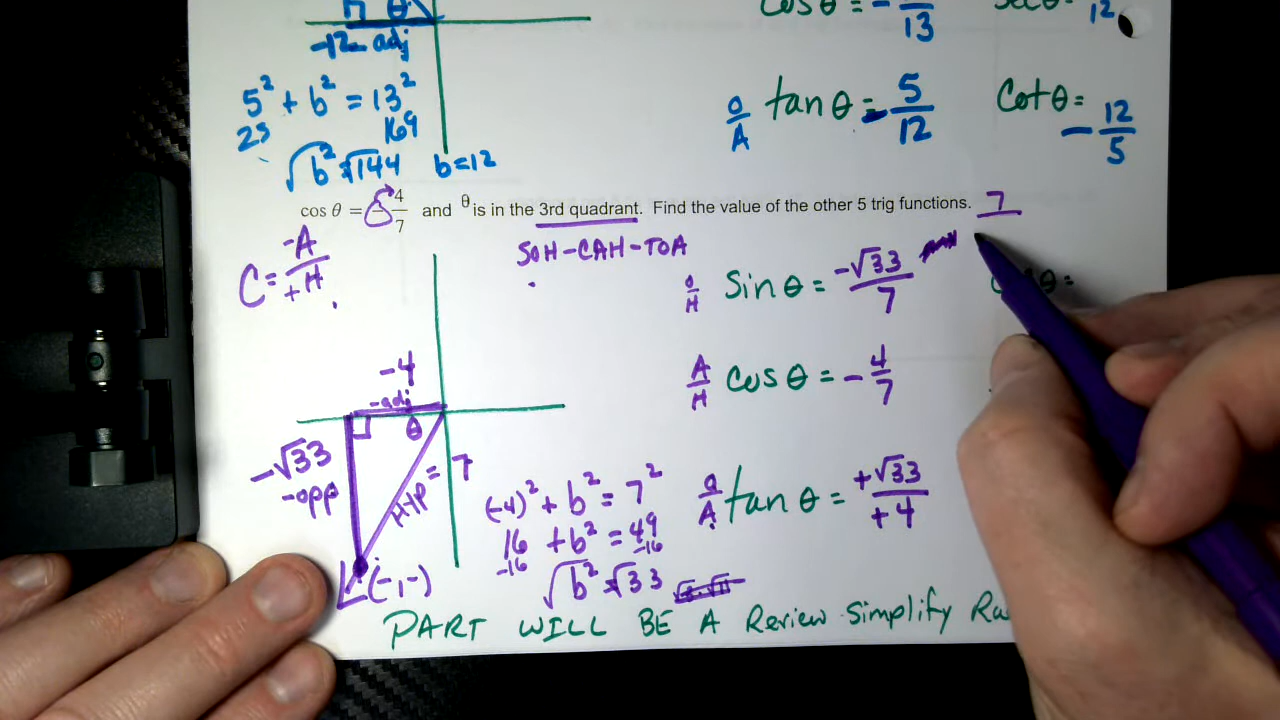 θ
cos θ = - /13
sec θ = 12
-12 adj
5² + b² = 13²
25 169
√b² = √144 b = 12
O/A tan θ = - 5/12
cot θ = - 12/5
cos θ = - 4/7 and θ is in the 3rd quadrant. Find the value of the other 5 trig functions.
7
SOH-CAH-TOA
C = -A/+H
O/H Sin θ = -√33/7
θ =
A/H Cos θ = - 4/7
-4
-adj
θ
-√33
-opp
HYP = 7
(-,-)
(-4)² + b² = 7²
16 + b² = 49
-16 -16
√b² = √33
O/A tan θ = +√33/+4
PART WILL BE A Review Simplify